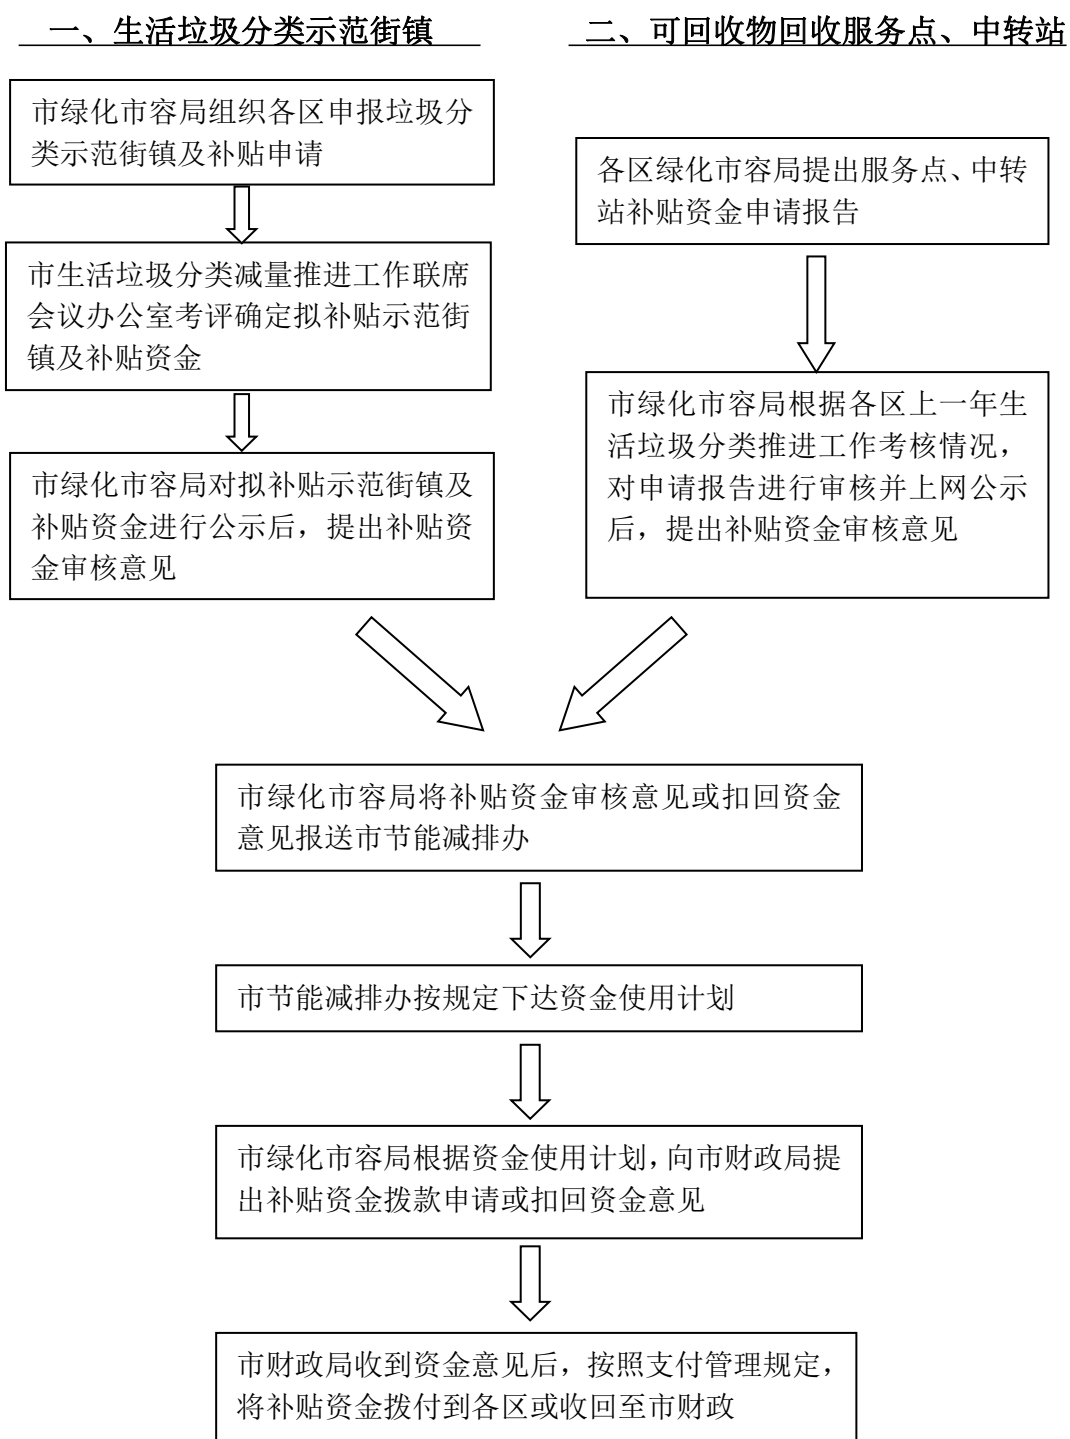 一、生活垃圾分类示范街镇
二、可回收物回收服务点、中转站
市绿化市容局组织各区申报垃圾分
类示范街镇及补贴申请
市生活垃圾分类减量推进工作联席
会议办公室考评确定拟补贴示范街
镇及补贴资金
市绿化市容局对拟补贴示范街镇及
补贴资金进行公示后，提出补贴资
金审核意见
各区绿化市容局提出服务点、中转
站补贴资金申请报告
市绿化市容局根据各区上一年生
活垃圾分类推进工作考核情况，
对申请报告进行审核并上网公示
后，提出补贴资金审核意见
市绿化市容局将补贴资金审核意见或扣回资金
意见报送市节能减排办
市节能减排办按规定下达资金使用计划
市绿化市容局根据资金使用计划，向市财政局提
出补贴资金拨款申请或扣回资金意见
市财政局收到资金意见后，按照支付管理规定，
将补贴资金拨付到各区或收回至市财政